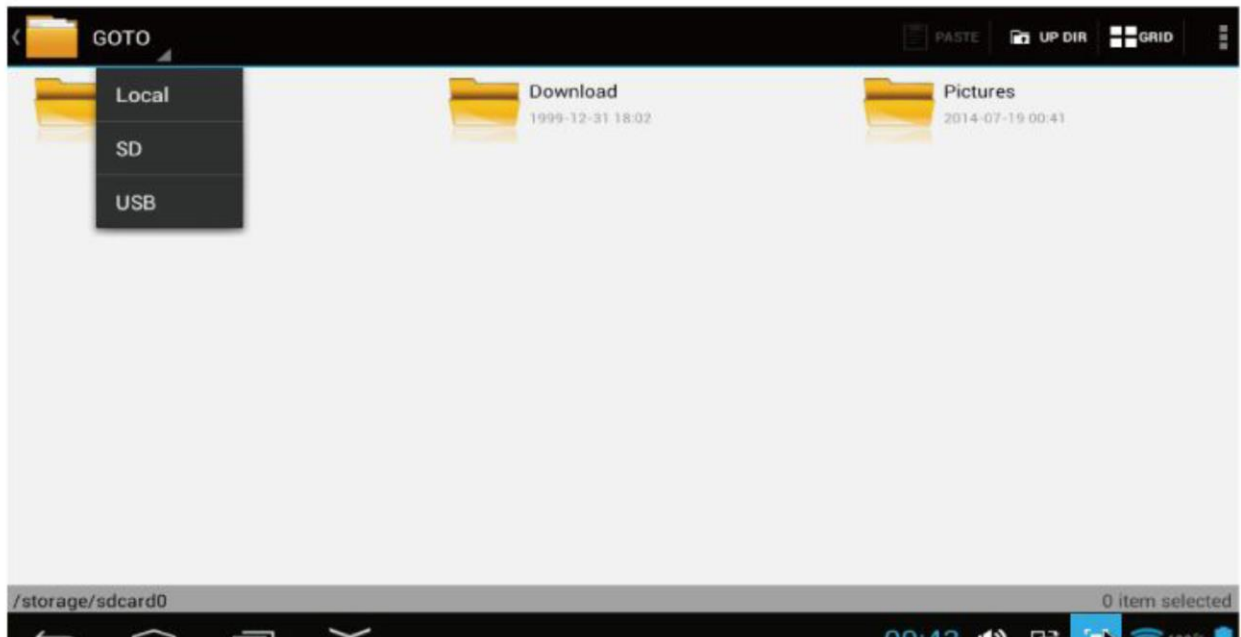 GOTO PASTE UP DIR GRID
Local
Download
Pictures
1999-12-31 18:02
2014-07-19 00:41
SD
USB
/storage/sdcard0
0 item selected